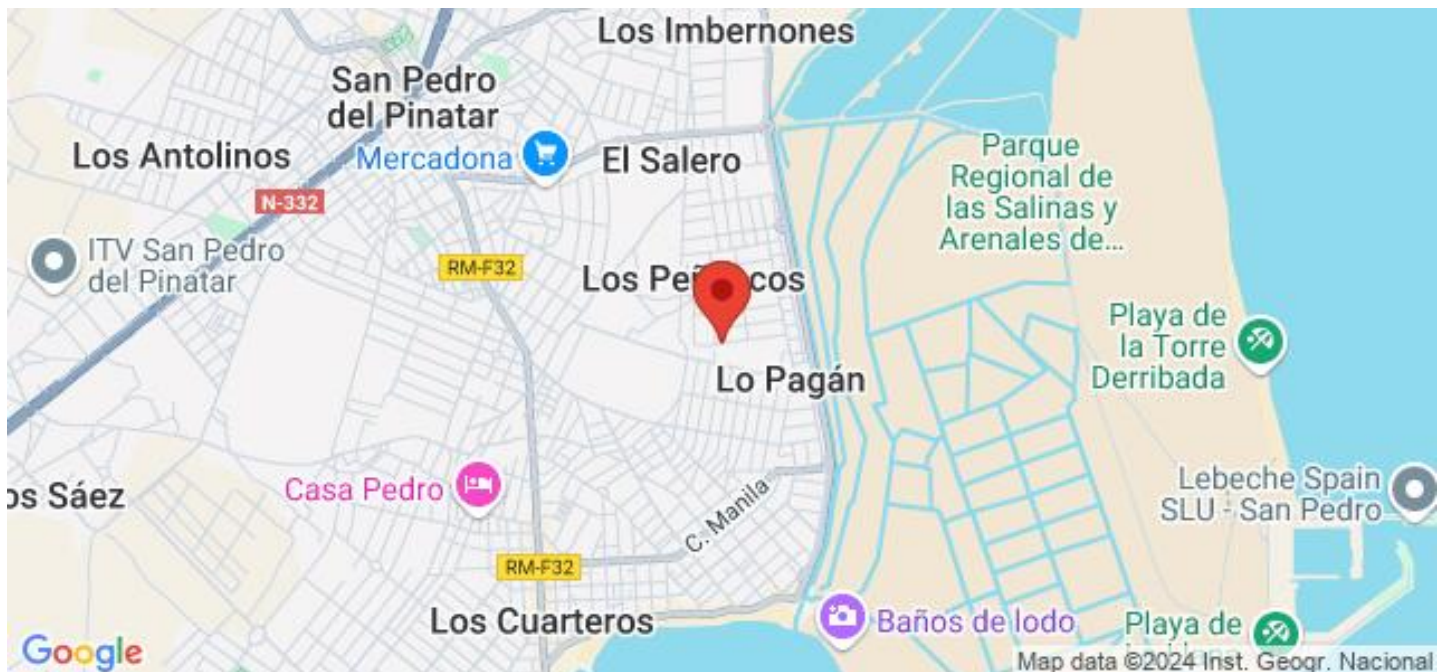 Los Imbernones
San Pedro
del Pinatar
Los Antolinos
Mercadona
El Salero
Parque
Regional de
las Salinas y
Arenales de...
N-332
ITV San Pedro
del Pinatar
RM-F32
Los Pe cos
Playa de
la Torre
Derribada
Lo Pagán
os Sáez
Casa Pedro
C. Manila
Lebeche Spain
SLU - San Pedro
RM-F32
Los Cuarteros
Baños de lodo
Playa de
Google
Map data ©2024 Inst. Geogr. Nacional